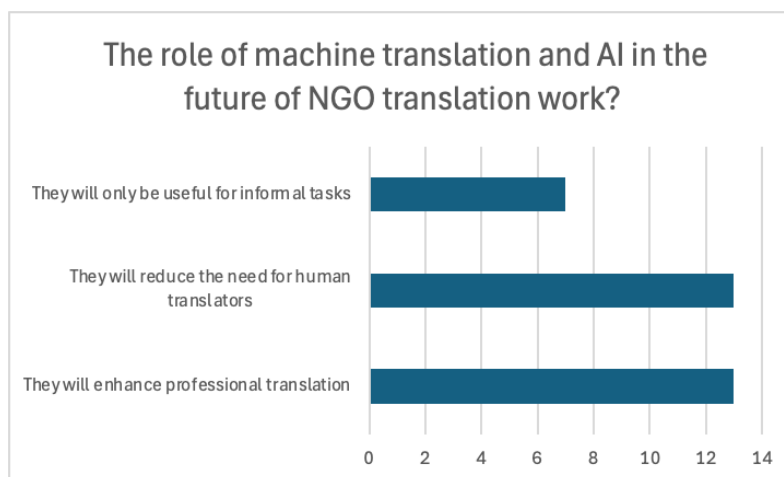 The role of machine translation and AI in the
future of NGO translation work?
They will only be useful for informal tasks
They will reduce the need for human
translators
They will enhance professional translation
0 2 4 6 8 10 12 14